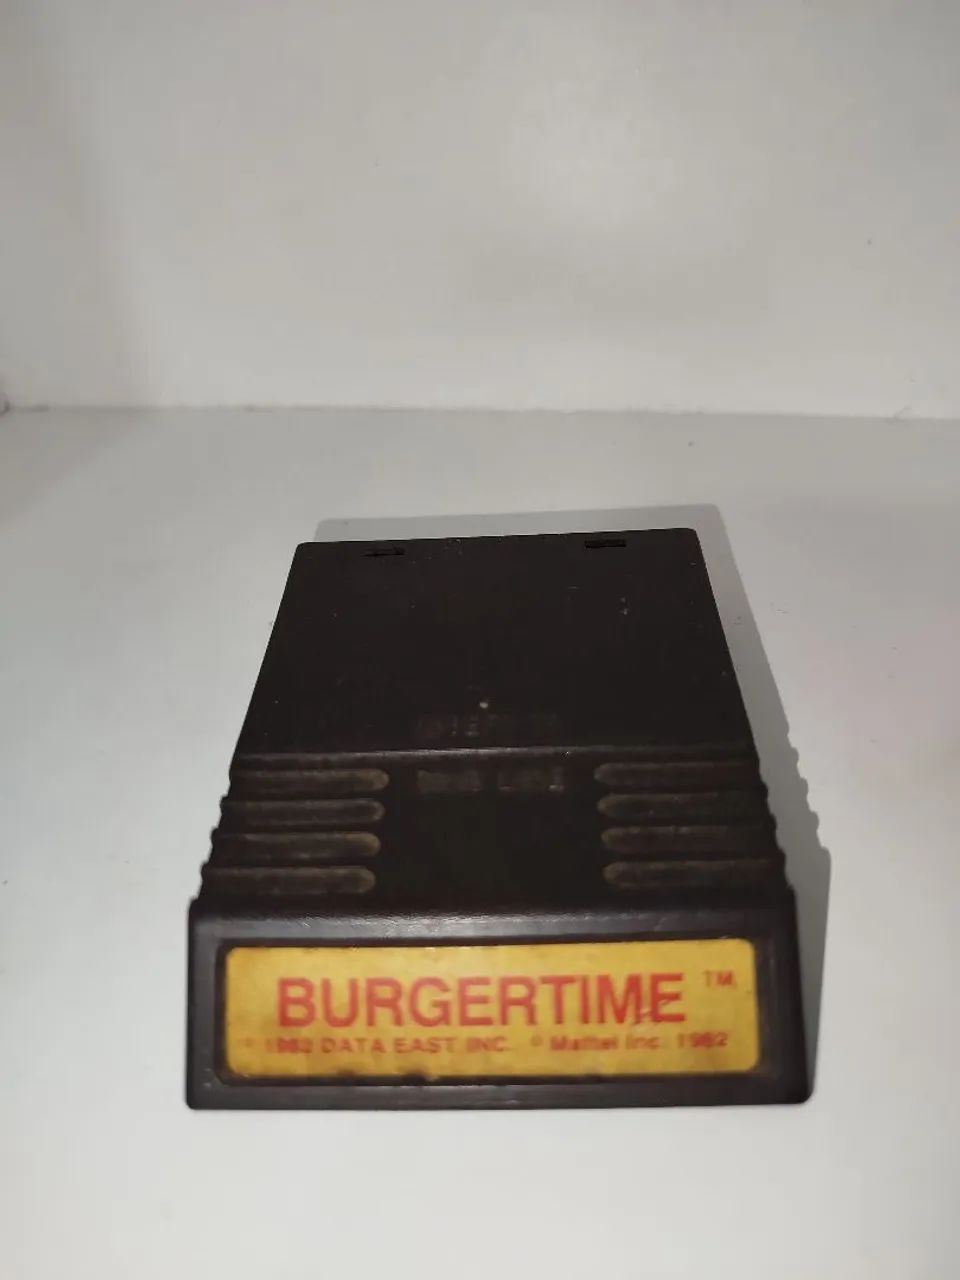 BURGERTIME ™
© 1982 DATA EAST INC. © Mattel Inc. 1982